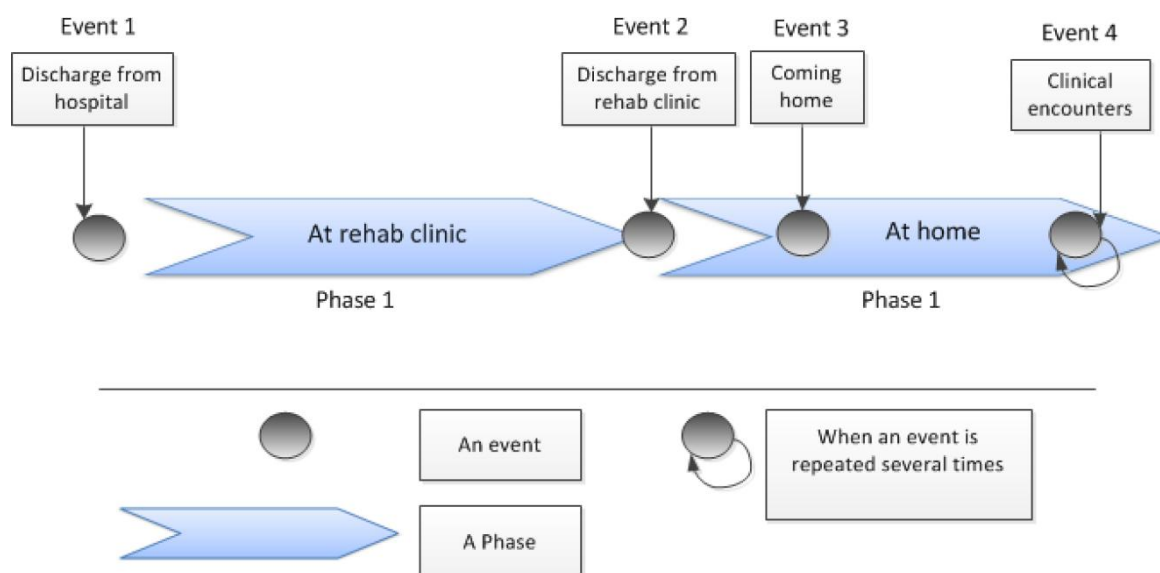 Event 1
Event 2
Event 3
Event 4
Discharge from
hospital
Discharge from
rehab clinic
Coming
home
Clinical
encounters
At rehab clinic
At home
Phase 1
Phase 1
An event
When an event is
repeated several times
A Phase